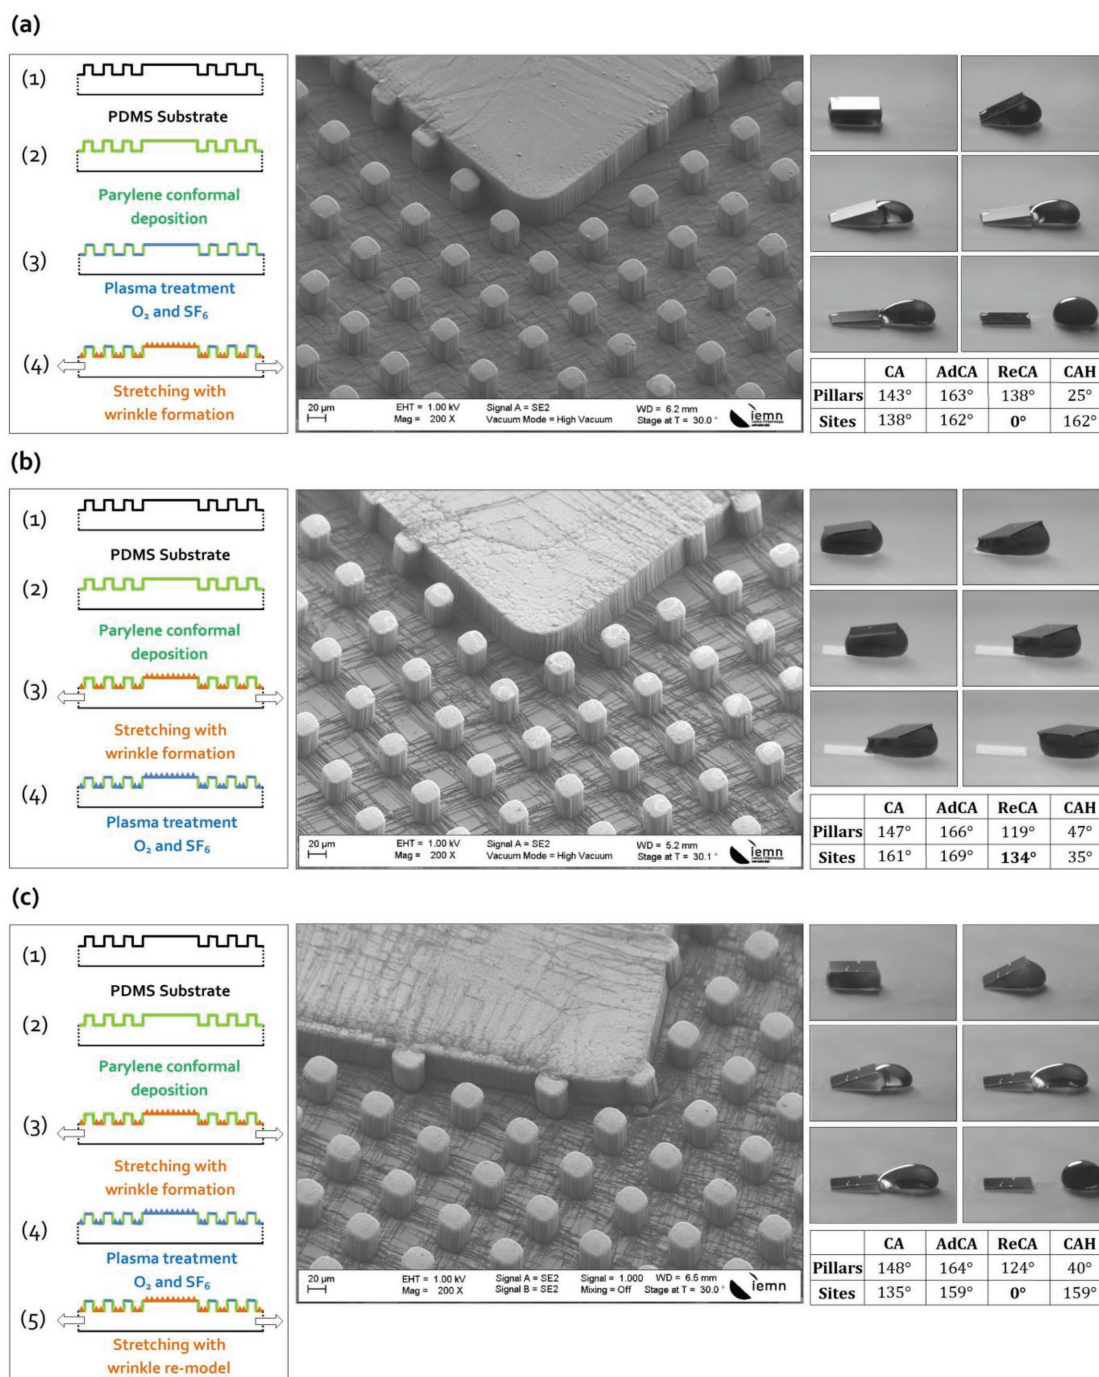 (a)
(1)
PDMS Substrate
(2)
Parylene conformal
deposition
(3)
Plasma treatment
O₂ and SF₆
(4)
Stretching with
wrinkle formation
20 µm
EHT = 1.00 kV
Mag = 200 X
Signal A = SE2
Vacuum Mode = High Vacuum
WD = 6.2 mm
Stage at T = 30.0 °
iemn
CA AdCA ReCA CAH
Pillars 143° 163° 138° 25°
Sites 138° 162° 0° 162°
(b)
(1)
PDMS Substrate
(2)
Parylene conformal
deposition
(3)
Stretching with
wrinkle formation
(4)
Plasma treatment
O₂ and SF₆
20 µm
EHT = 1.00 kV
Mag = 200 X
Signal A = SE2
Vacuum Mode = High Vacuum
WD = 5.2 mm
Stage at T = 30.1 °
iemn
CA AdCA ReCA CAH
Pillars 147° 166° 119° 47°
Sites 161° 169° 134° 35°
(c)
(1)
PDMS Substrate
(2)
Parylene conformal
deposition
(3)
Stretching with
wrinkle formation
(4)
Plasma treatment
O₂ and SF₆
(5)
Stretching with
wrinkle re-model
20 µm
EHT = 1.00 kV
Mag = 200 X
Signal A = SE2
Signal B = SE2
Signal = 1.000
Mixing = Off
WD = 6.5 mm
Stage at T = 30.0 °
iemn
CA AdCA ReCA CAH
Pillars 148° 164° 124° 40°
Sites 135° 159° 0° 159°